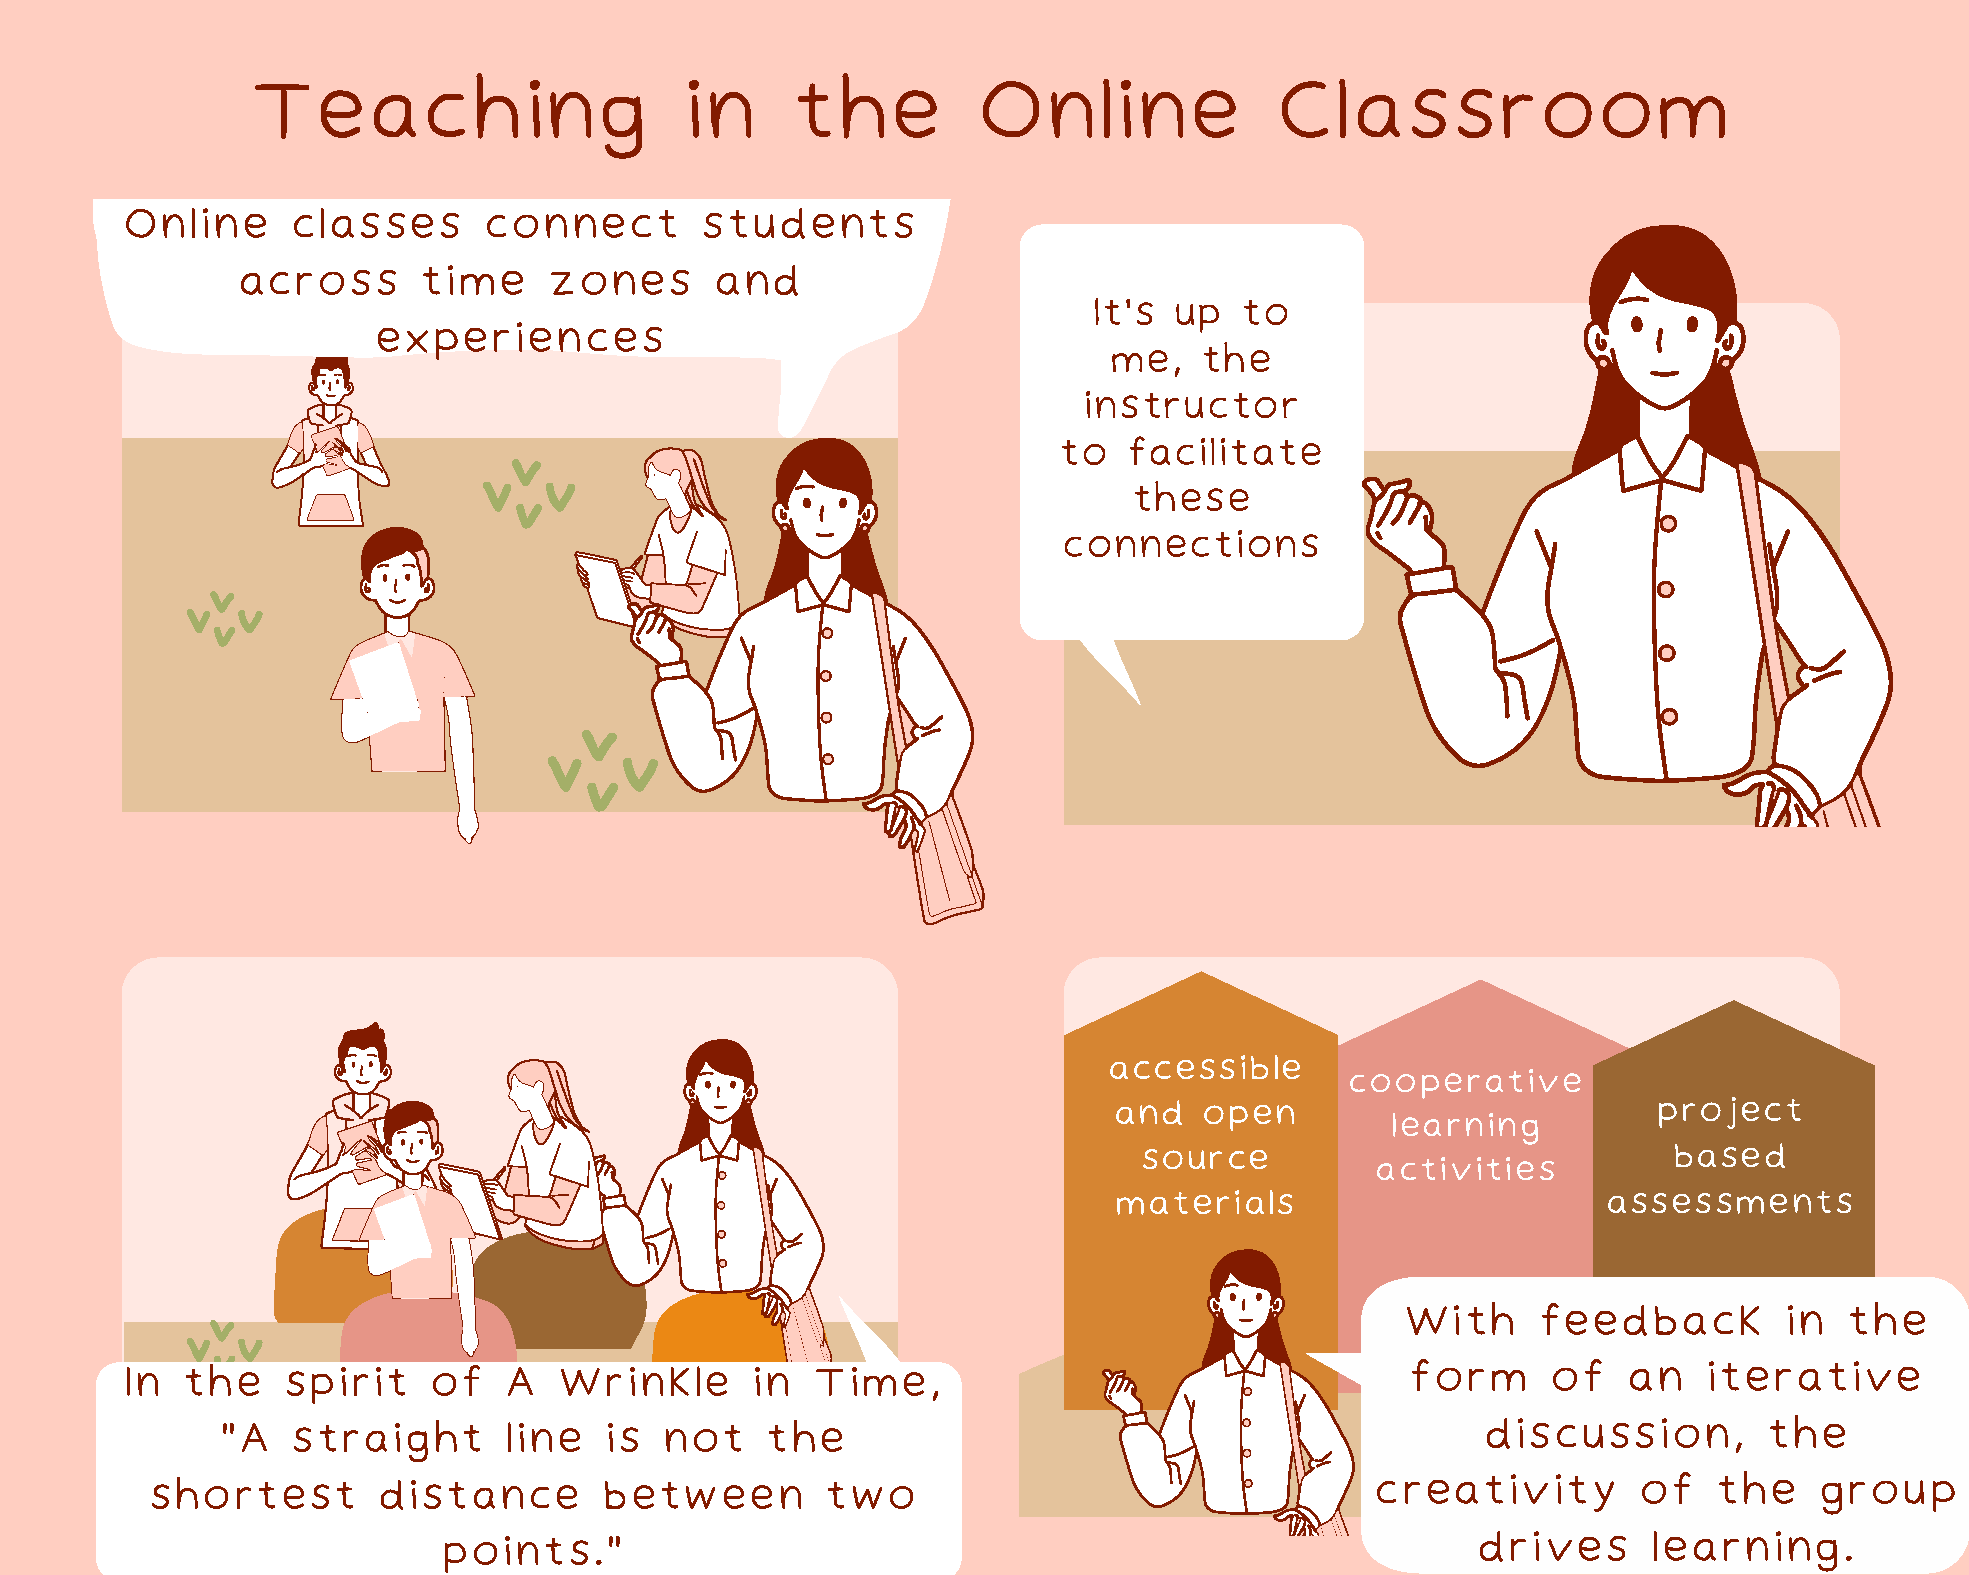 Teaching in the Online Classroom
Online classes connect students
across time zones and
experiences
It's up to
me, the
instructor
to facilitate
these
connections
In the spirit of A Wrinkle in Time,
"A straight line is not the
shortest distance between two
points."
accessible
and open
source
materials
cooperative
learning
activities
project
based
assessments
With feedback in the
form of an iterative
discussion, the
creativity of the group
drives learning.